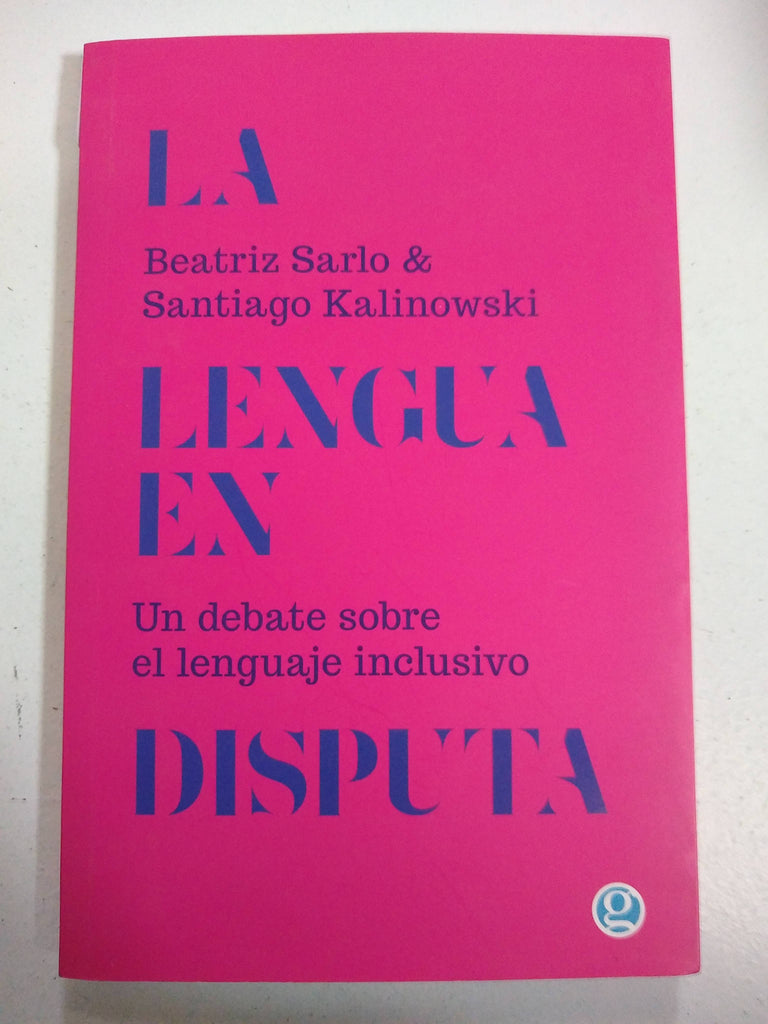 LA
Beatriz Sarlo &
Santiago Kalinowski
LENGUA
EN
Un debate sobre
el lenguaje inclusivo
DISPUTA
g